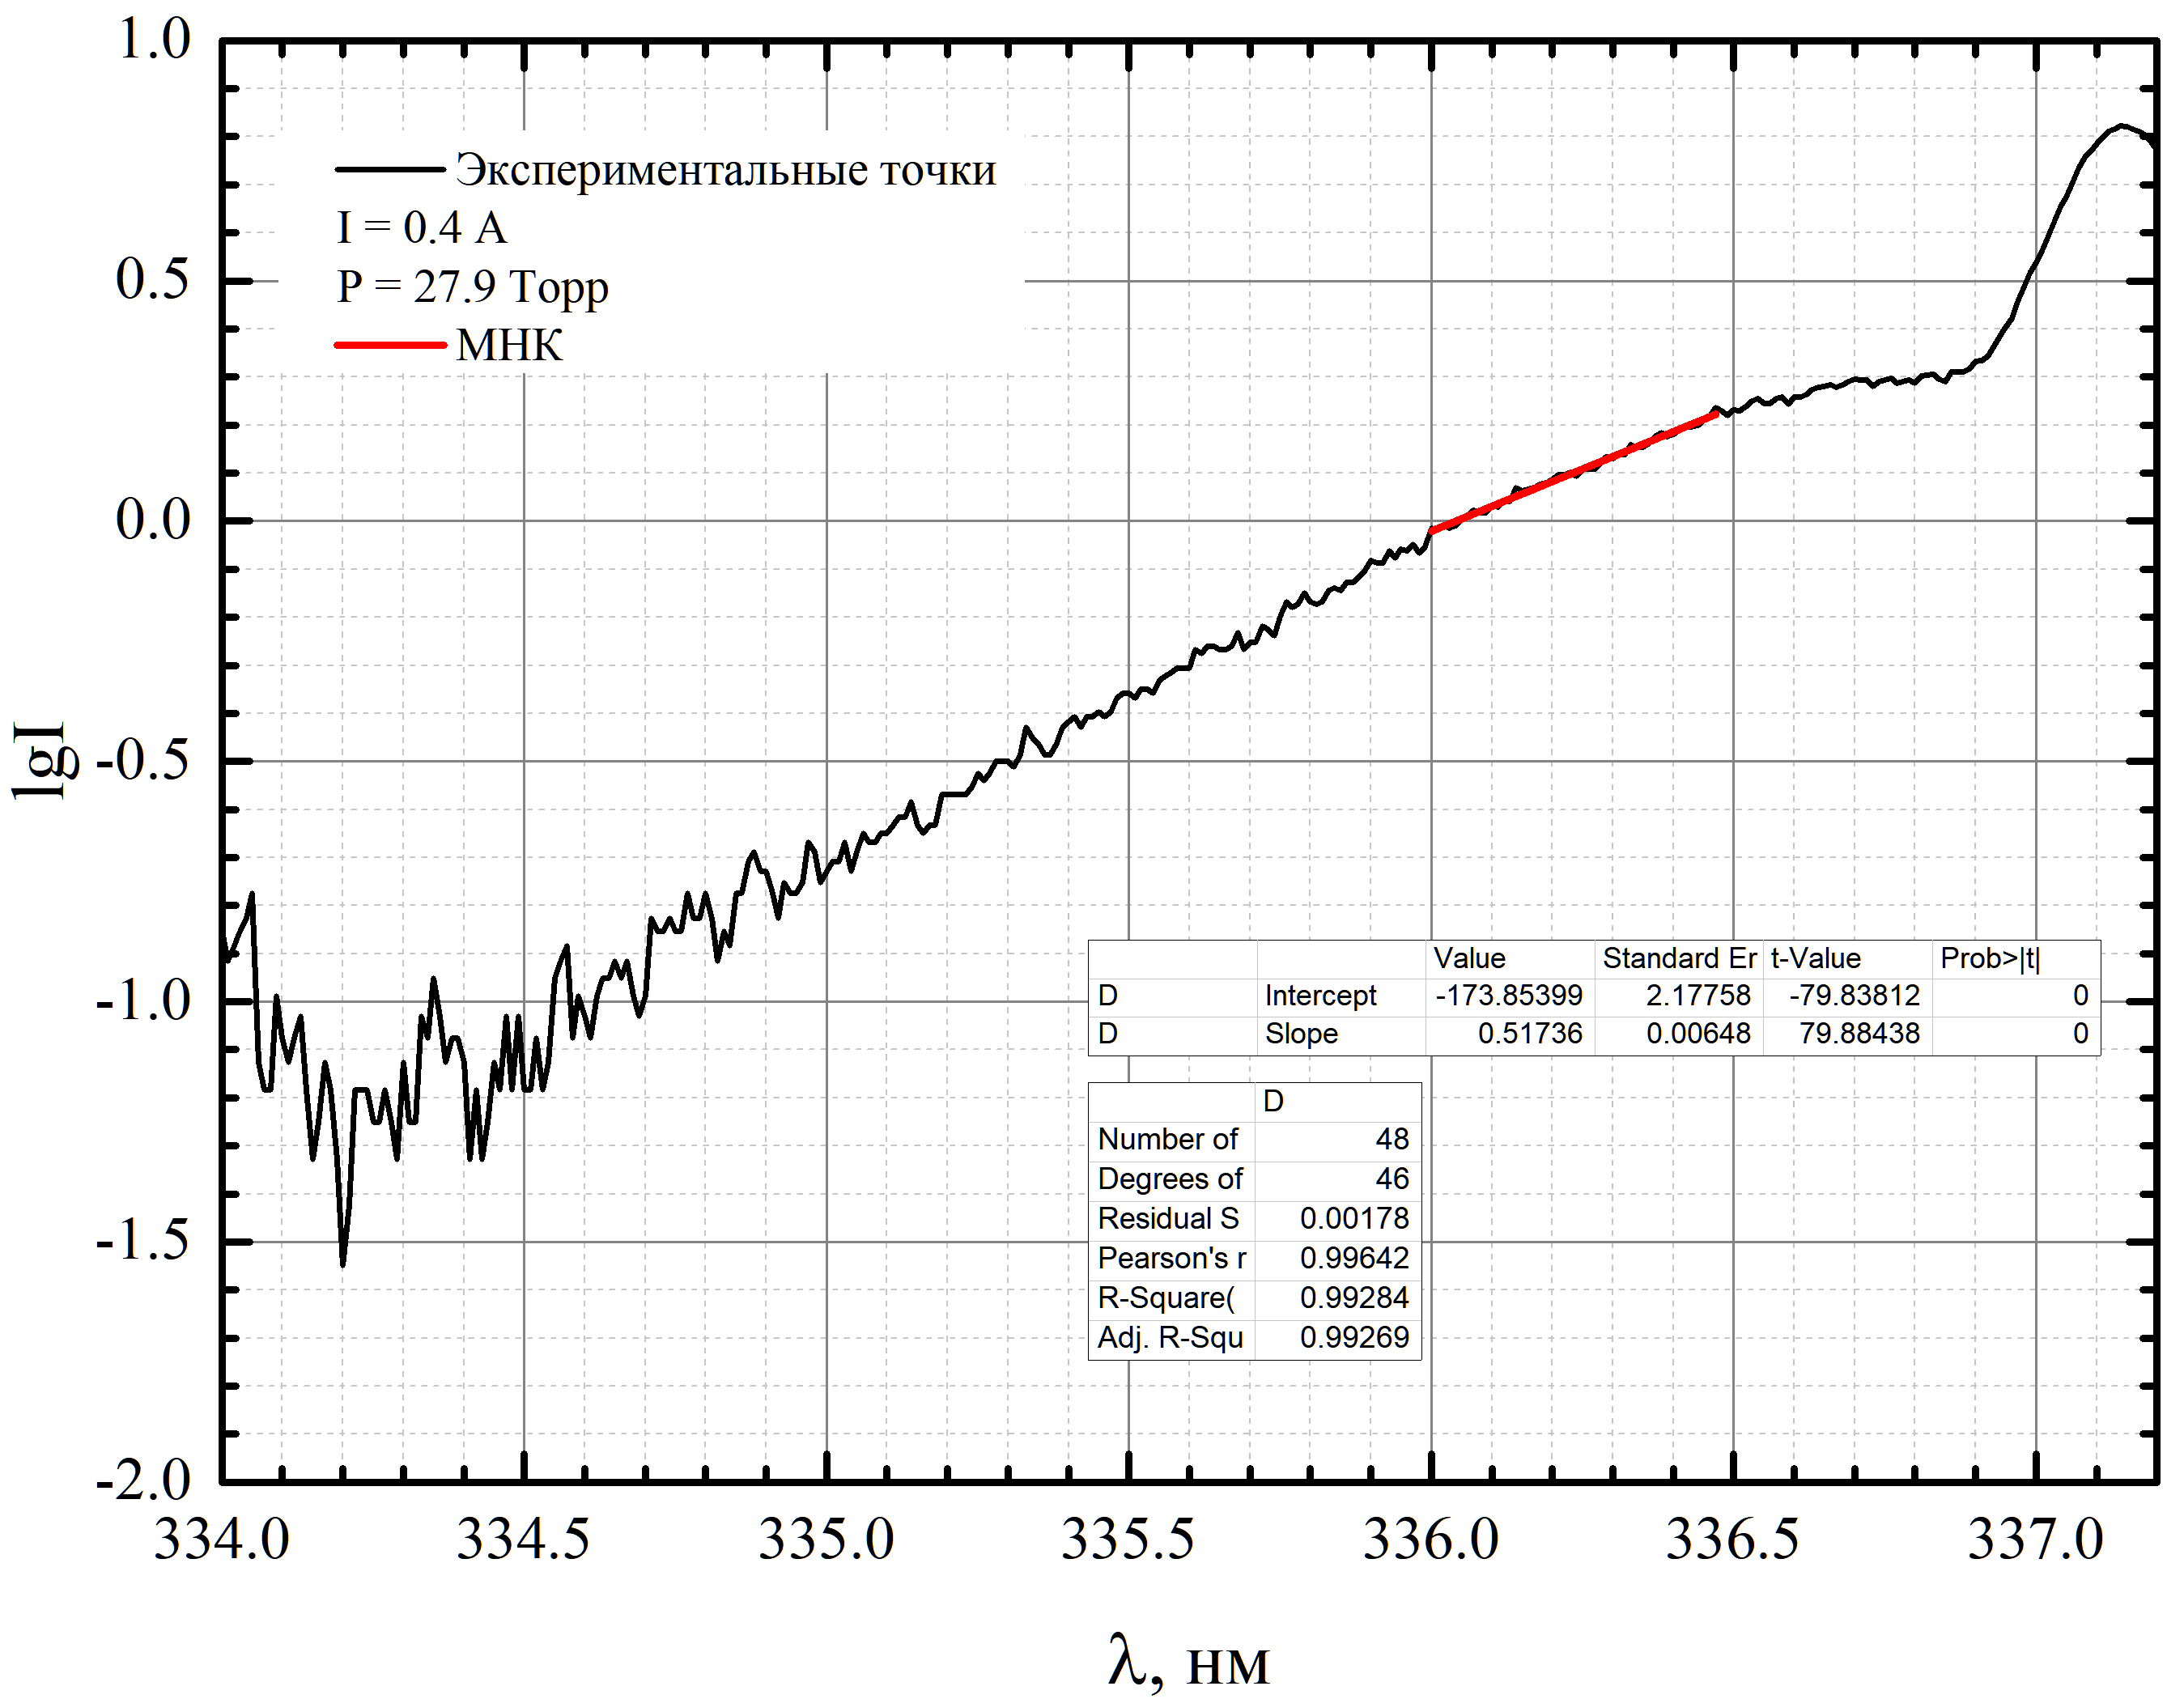 1.0
0.5
0.0
-0.5
-1.0
-1.5
-2.0
lgI
Экспериментальные точки
I = 0.4 А
P = 27.9 Торр
МНК
Value Standard Er t-Value Prob>|t|
D Intercept -173.85399 2.17758 -79.83812 0
D Slope 0.51736 0.00648 79.88438 0
D
Number of 48
Degrees of 46
Residual S 0.00178
Pearson's r 0.99642
R-Square( 0.99284
Adj. R-Squ 0.99269
334.0 334.5 335.0 335.5 336.0 336.5 337.0
λ, нм